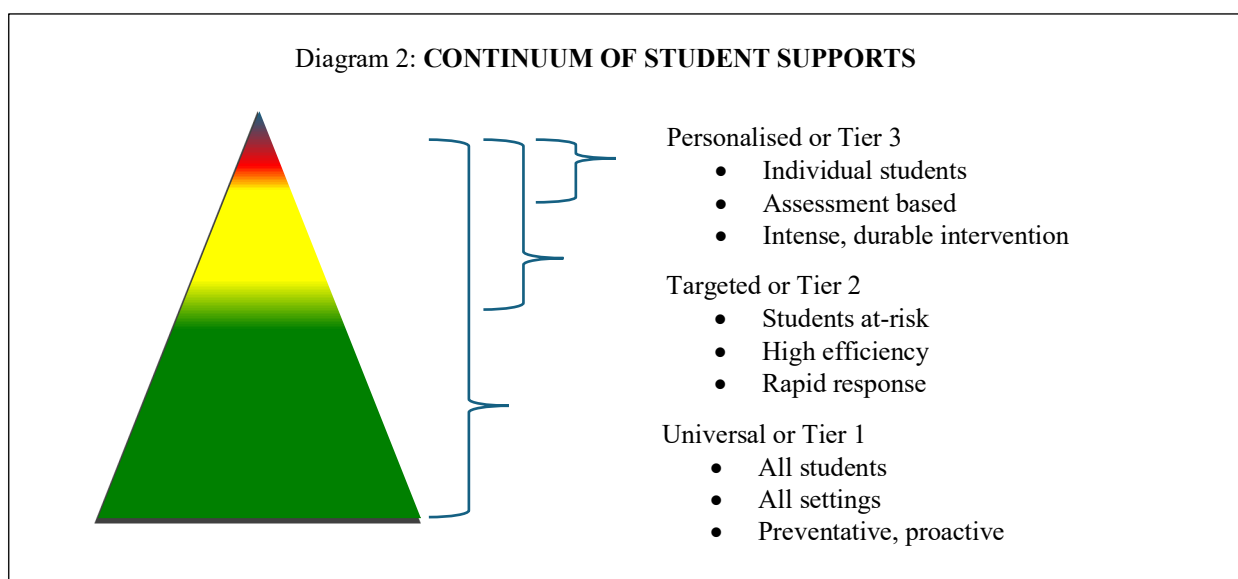 Diagram 2: CONTINUUM OF STUDENT SUPPORTS
Personalised or Tier 3
• Individual students
• Assessment based
• Intense, durable intervention
Targeted or Tier 2
• Students at-risk
• High efficiency
• Rapid response
Universal or Tier 1
• All students
• All settings
• Preventative, proactive